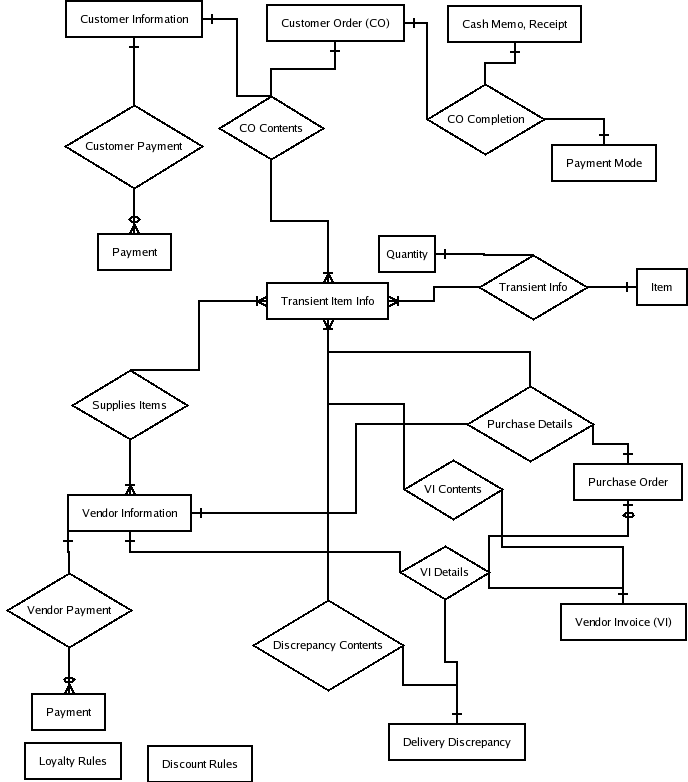 Customer Information
Customer Order (CO)
Cash Memo, Receipt
Customer Payment
CO Contents
CO Completion
Payment Mode
Payment
Quantity
Transient Item Info
Transient Info
Item
Supplies Items
Purchase Details
Vendor Information
VI Contents
Purchase Order
VI Details
Vendor Payment
Vendor Invoice (VI)
Discrepancy Contents
Payment
Delivery Discrepancy
Loyalty Rules
Discount Rules